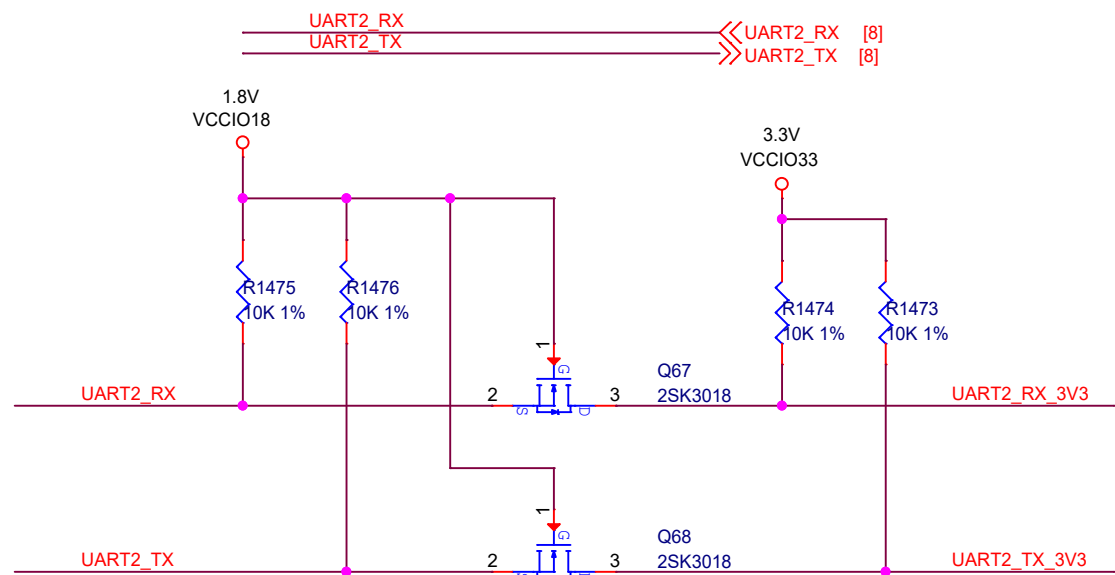 UART2_RX
UART2_RX [8]
UART2_TX
UART2_TX [8]
1.8V
VCCIO18
3.3V
VCCIO33
R1475
10K 1%
R1476
10K 1%
R1474
10K 1%
R1473
10K 1%
1
G
Q67
2SK3018
UART2_RX
2
S
D
3
UART2_RX_3V3
1
G
Q68
2SK3018
UART2_TX
2
S
D
3
UART2_TX_3V3